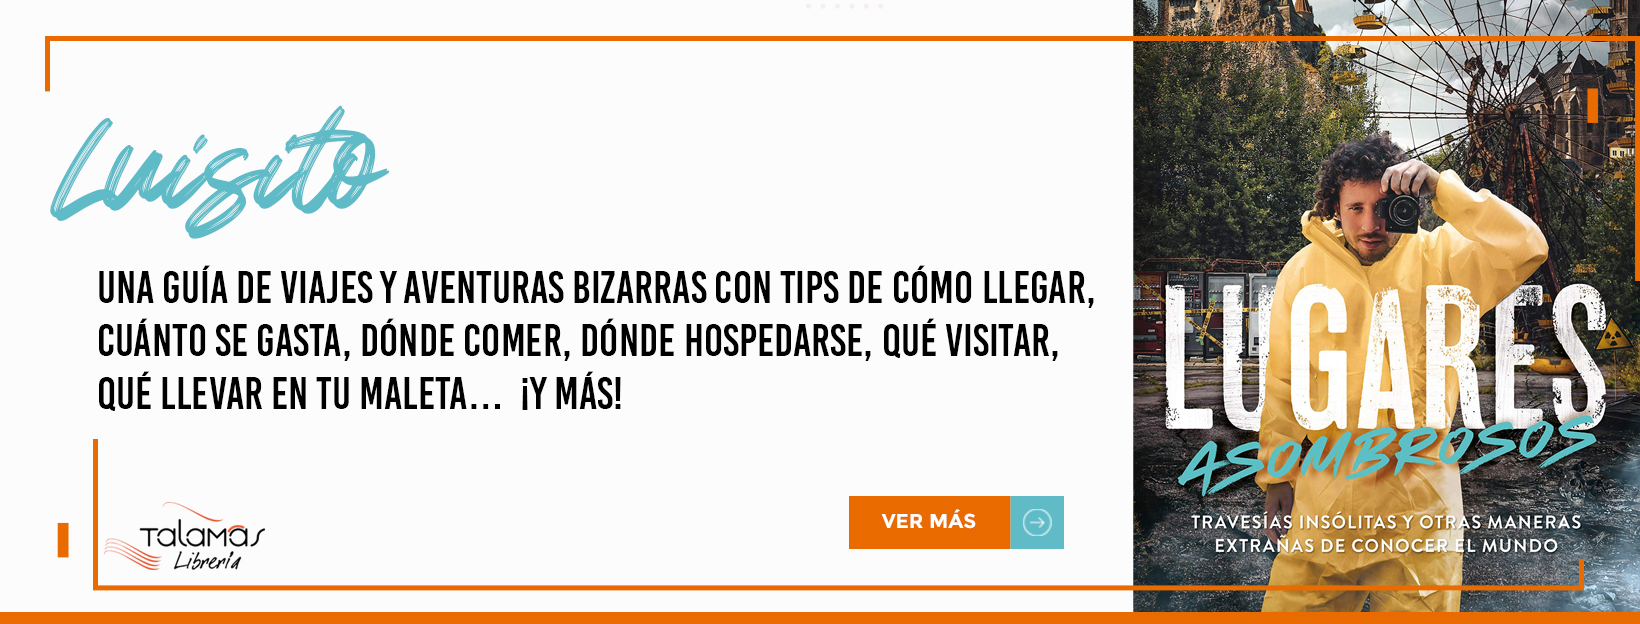 Luisito
UNA GUÍA DE VIAJES Y AVENTURAS BIZARRAS CON TIPS DE CÓMO LLEGAR,
CUÁNTO SE GASTA, DÓNDE COMER, DÓNDE HOSPEDARSE, QUÉ VISITAR,
QUÉ LLEVAR EN TU MALETA... ¡Y MÁS!
Talamás
Librería
VER MÁS
LUGARES
ASOMBROSOS
TRAVESÍAS INSÓLITAS Y OTRAS MANERAS
EXTRAÑAS DE CONOCER EL MUNDO